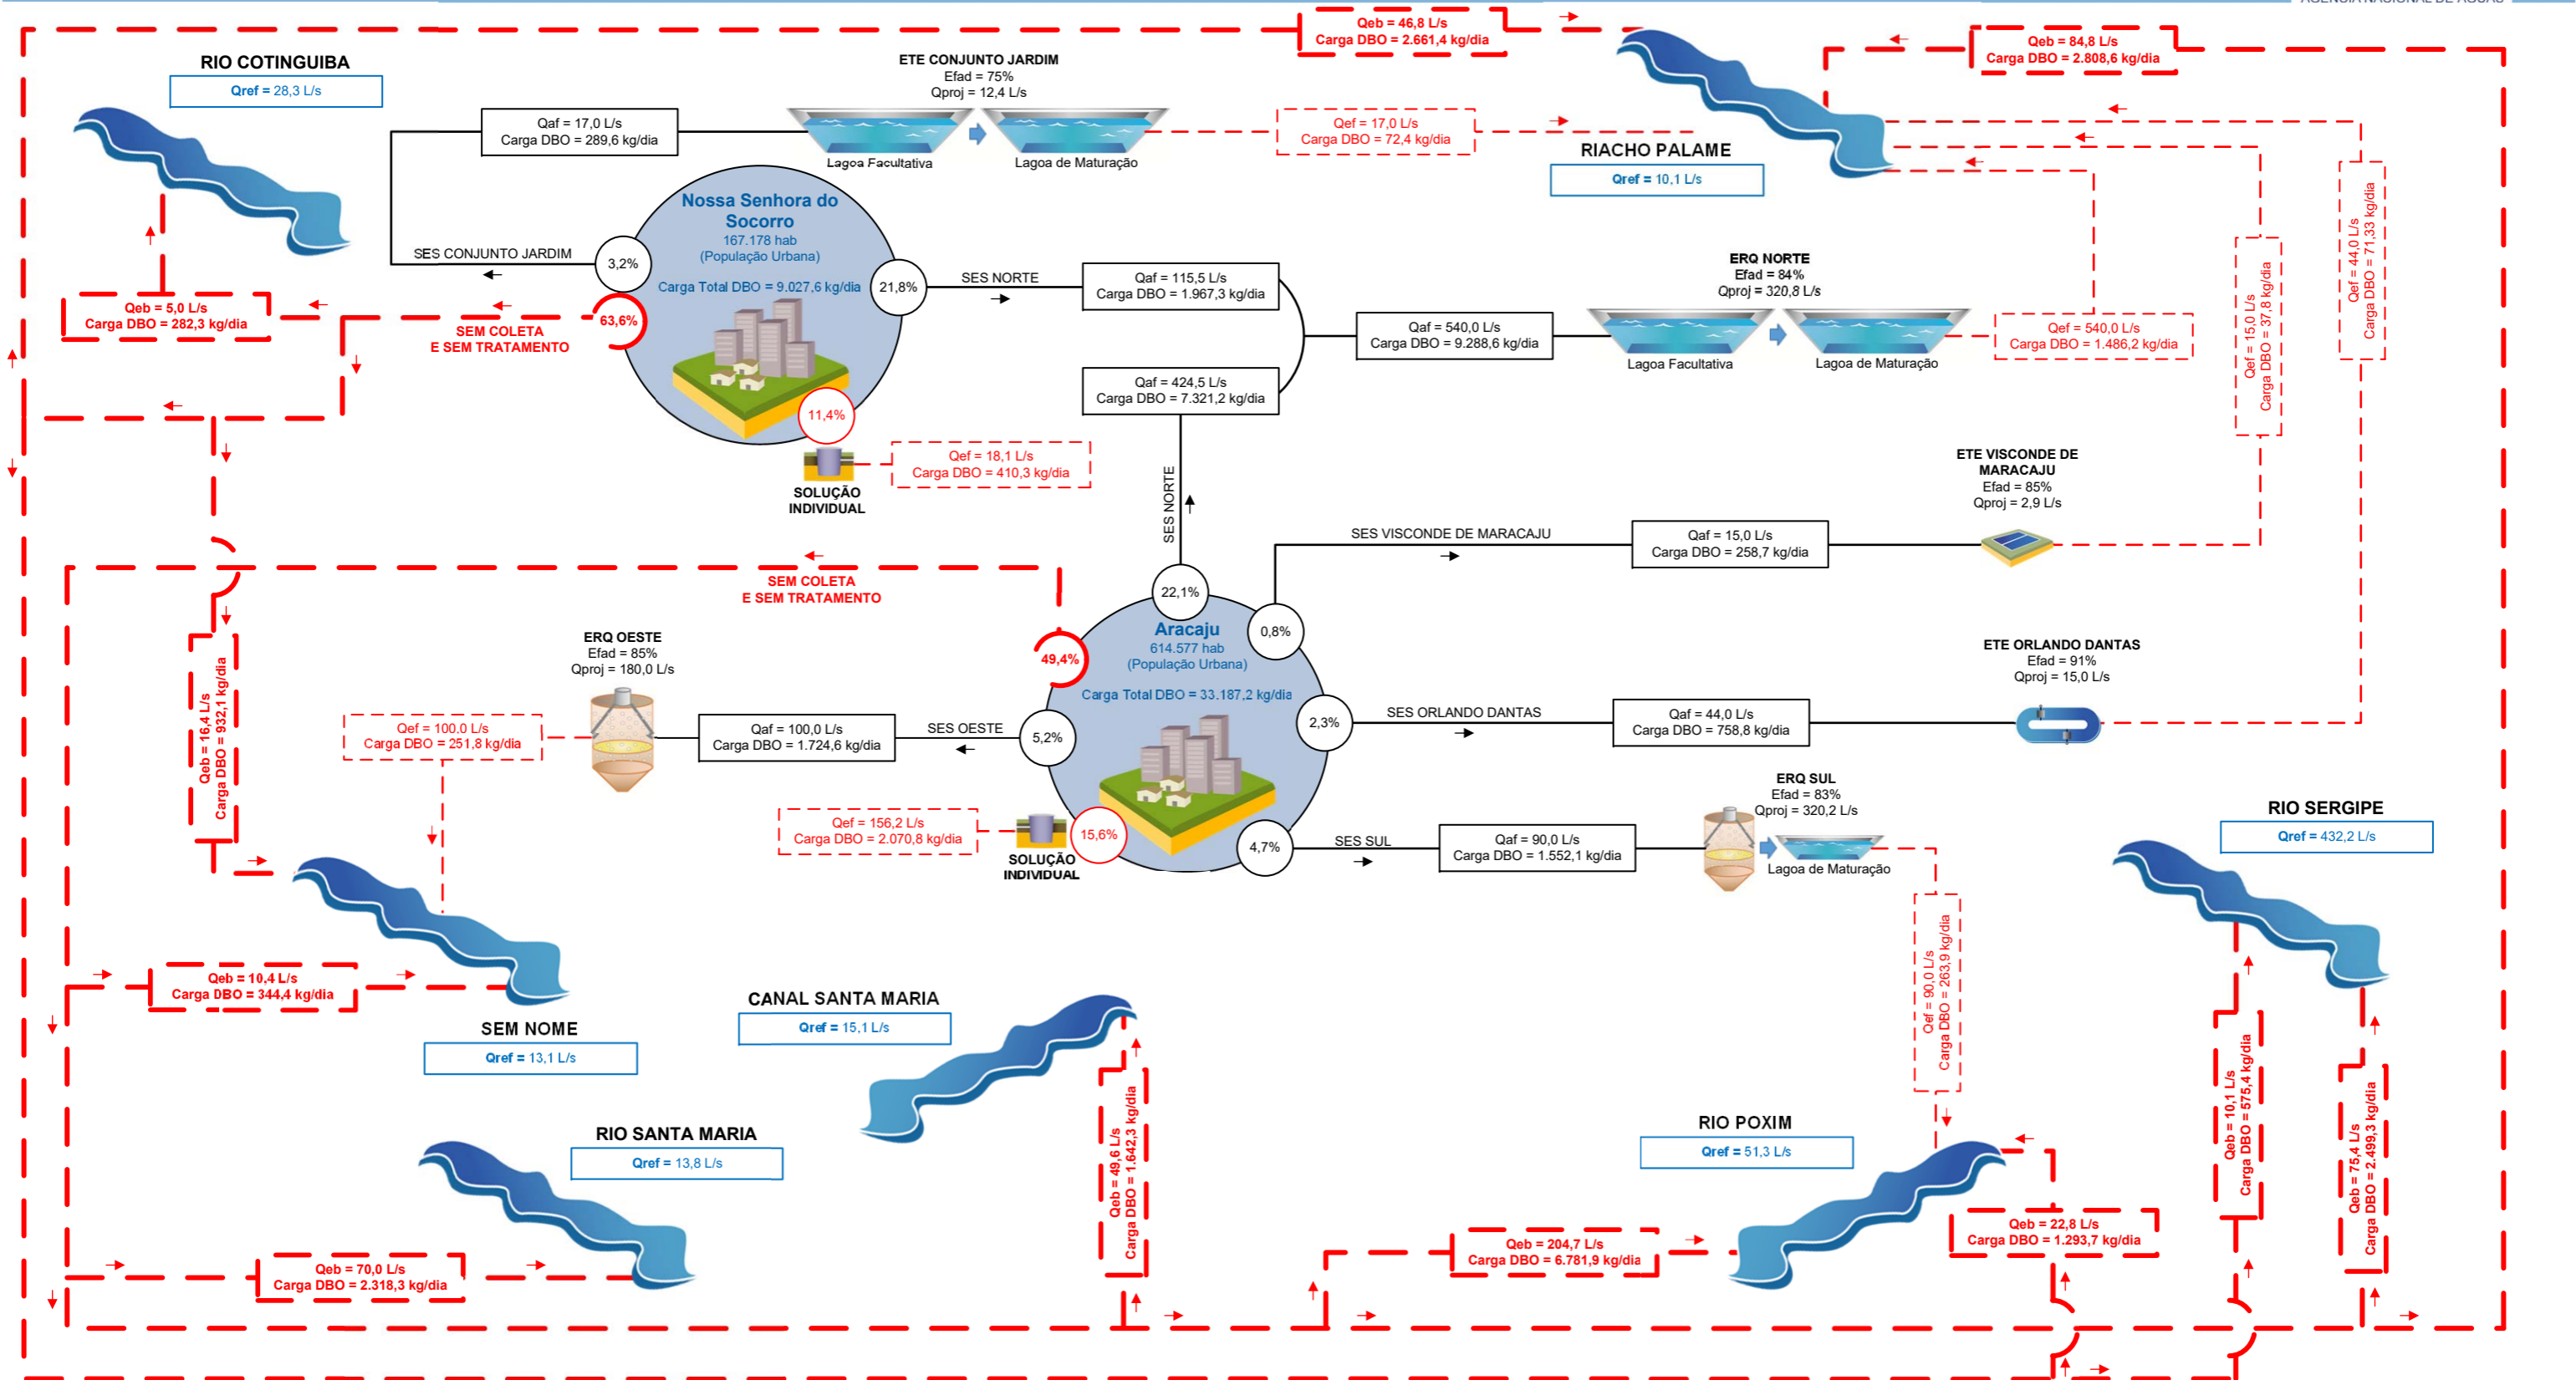 AGÊNCIA NACIONAL DE ÁGUAS
Qeb = 46,8 L/s
Carga DBO = 2.661,4 kg/dia
Qeb = 84,8 L/s
Carga DBO = 2.808,6 kg/dia
RIO COTINGUIBA
Qref = 28,3 L/s
ETE CONJUNTO JARDIM
Efad = 75%
Qproj = 12,4 L/s
Qaf = 17,0 L/s
Carga DBO = 289,6 kg/dia
Lagoa Facultativa
Lagoa de Maturação
Qef = 17,0 L/s
Carga DBO = 72,4 kg/dia
RIACHO PALAME
Qref = 10,1 L/s
Nossa Senhora do
Socorro
167.178 hab
(População Urbana)
Carga Total DBO = 9.027,6 kg/dia
SES CONJUNTO JARDIM
3,2%
21,8%
63,6%
11,4%
SES NORTE
Qaf = 115,5 L/s
Carga DBO = 1.967,3 kg/dia
Qeb = 5,0 L/s
Carga DBO = 282,3 kg/dia
SEM COLETA
E SEM TRATAMENTO
Qaf = 540,0 L/s
Carga DBO = 9.288,6 kg/dia
ERQ NORTE
Efad = 84%
Qproj = 320,8 L/s
Lagoa Facultativa
Lagoa de Maturação
Qef = 540,0 L/s
Carga DBO = 1.486,2 kg/dia
Qef = 15,0 L/s
Carga DBO = 37,8 kg/dia
Qef = 44,0 L/s
Carga DBO = 71,33 kg/dia
Qaf = 424,5 L/s
Carga DBO = 7.321,2 kg/dia
Qef = 18,1 L/s
Carga DBO = 410,3 kg/dia
SOLUÇÃO
INDIVIDUAL
SES NORTE
SES VISCONDE DE MARACAJU
Qaf = 15,0 L/s
Carga DBO = 258,7 kg/dia
ETE VISCONDE DE
MARACAJU
Efad = 85%
Qproj = 2,9 L/s
SEM COLETA
E SEM TRATAMENTO
22,1%
0,8%
49,4%
Aracaju
614.577 hab
(População Urbana)
Carga Total DBO = 33.187,2 kg/dia
5,2%
2,3%
15,6%
4,7%
Qeb = 16,4 L/s
Carga DBO = 932,1 kg/dia
ERQ OESTE
Efad = 85%
Qproj = 180,0 L/s
Qef = 100,0 L/s
Carga DBO = 251,8 kg/dia
Qaf = 100,0 L/s
Carga DBO = 1.724,6 kg/dia
SES OESTE
SES ORLANDO DANTAS
Qaf = 44,0 L/s
Carga DBO = 758,8 kg/dia
ETE ORLANDO DANTAS
Efad = 91%
Qproj = 15,0 L/s
Qef = 156,2 L/s
Carga DBO = 2.070,8 kg/dia
SOLUÇÃO
INDIVIDUAL
SES SUL
Qaf = 90,0 L/s
Carga DBO = 1.552,1 kg/dia
ERQ SUL
Efad = 83%
Qproj = 320,2 L/s
Lagoa de Maturação
RIO SERGIPE
Qref = 432,2 L/s
Qef = 90,0 L/s
Carga DBO = 263,9 kg/dia
Qeb = 10,4 L/s
Carga DBO = 344,4 kg/dia
SEM NOME
Qref = 13,1 L/s
CANAL SANTA MARIA
Qref = 15,1 L/s
Qeb = 49,6 L/s
Carga DBO = 1.642,3 kg/dia
RIO SANTA MARIA
Qref = 13,8 L/s
RIO POXIM
Qref = 51,3 L/s
Qeb = 10,1 L/s
Carga DBO = 575,4 kg/dia
Qeb = 75,4 L/s
Carga DBO = 2.499,3 kg/dia
Qeb = 70,0 L/s
Carga DBO = 2.318,3 kg/dia
Qeb = 204,7 L/s
Carga DBO = 6.781,9 kg/dia
Qeb = 22,8 L/s
Carga DBO = 1.293,7 kg/dia